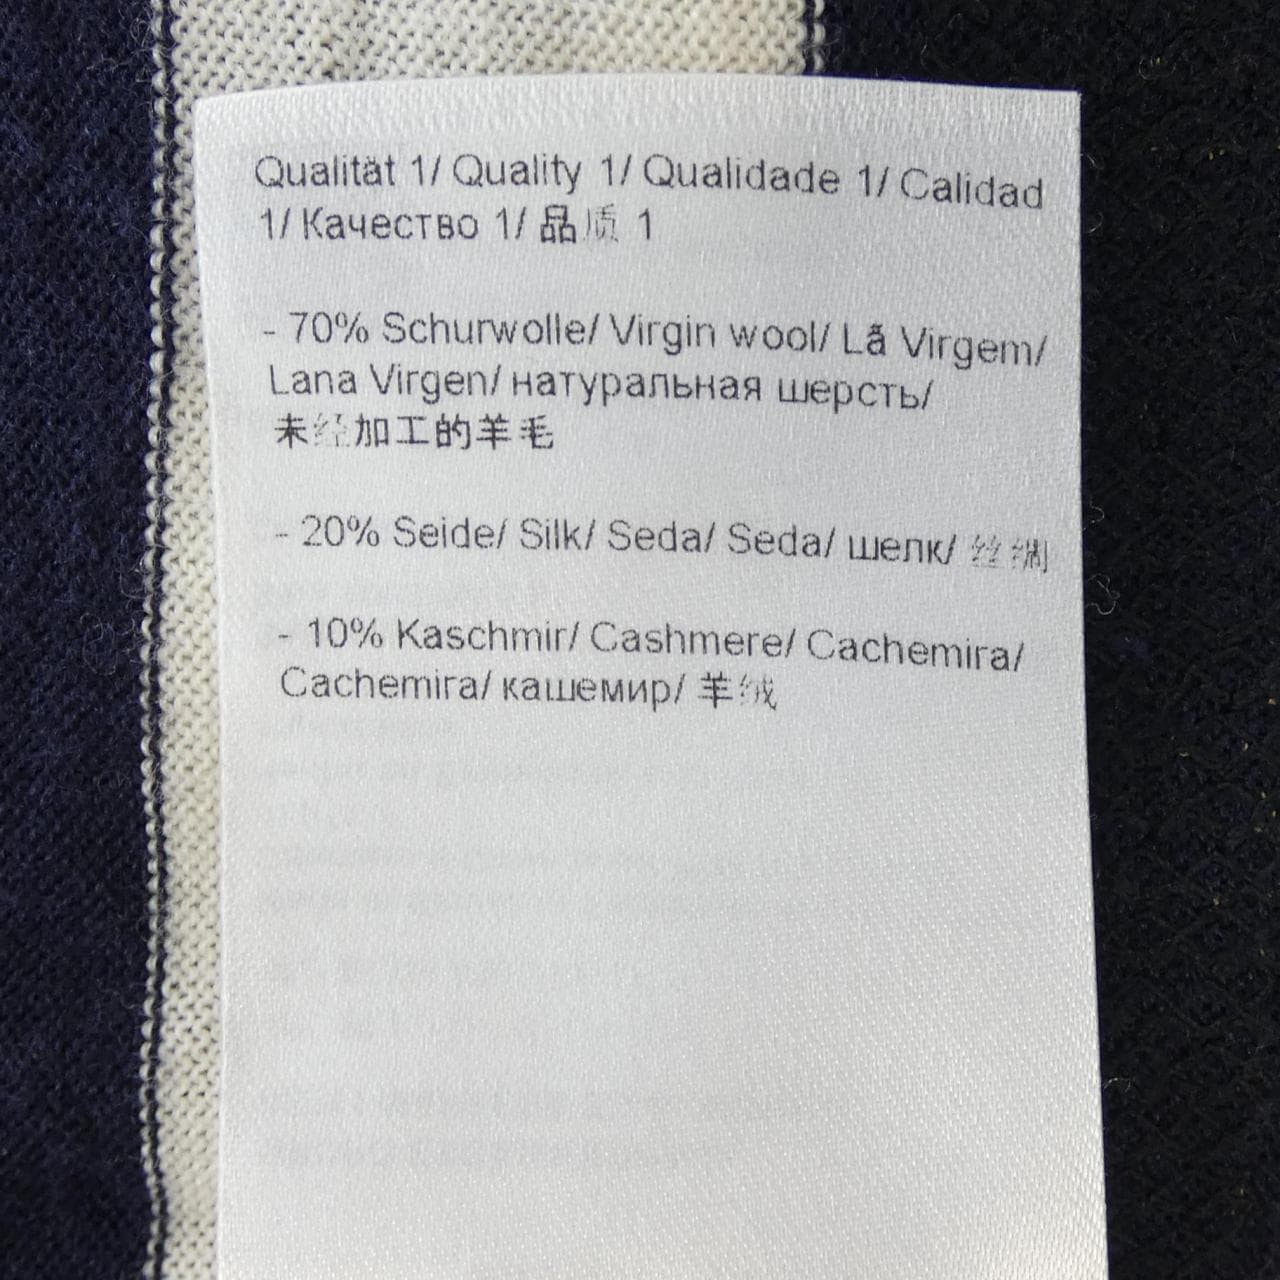 Qualität 1/ Quality 1/ Qualidade 1/ Calidad
1/ Качество 1/ 品质 1
- 70% Schurwolle/ Virgin wool/ Lã Virgem/
Lana Virgen/ натуральная шерсть/
未经加工的羊毛
- 20% Seide/ Silk/ Seda/ Seda/ шелк/ 丝绸
- 10% Kaschmir/ Cashmere/ Cachemira/
Cachemira/ кашемир/ 羊绒